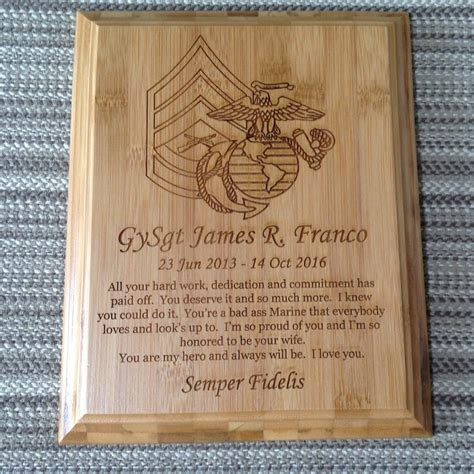 GySgt James R. Franco
23 Jun 2013 - 14 Oct 2016
All your hard work, dedication and commitment has
paid off. You deserve it and so much more. I knew
you could do it. You're a bad ass Marine that everybody
loves and look's up to. I'm so proud of you and I'm so
honored to be your wife.
You are my hero and always will be. I love you.
Semper Fidelis